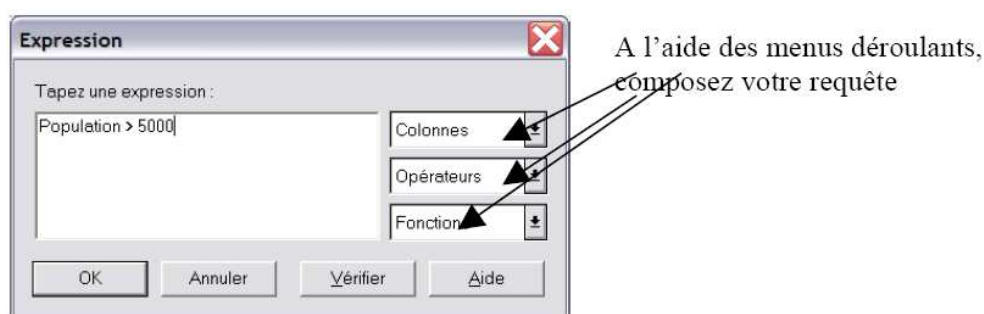 Expression
A l'aide des menus déroulants,
composez votre requête
Tapez une expression :
Population > 5000
Colonnes
Opérateurs
Fonction
OK
Annuler
Vérifier
Aide